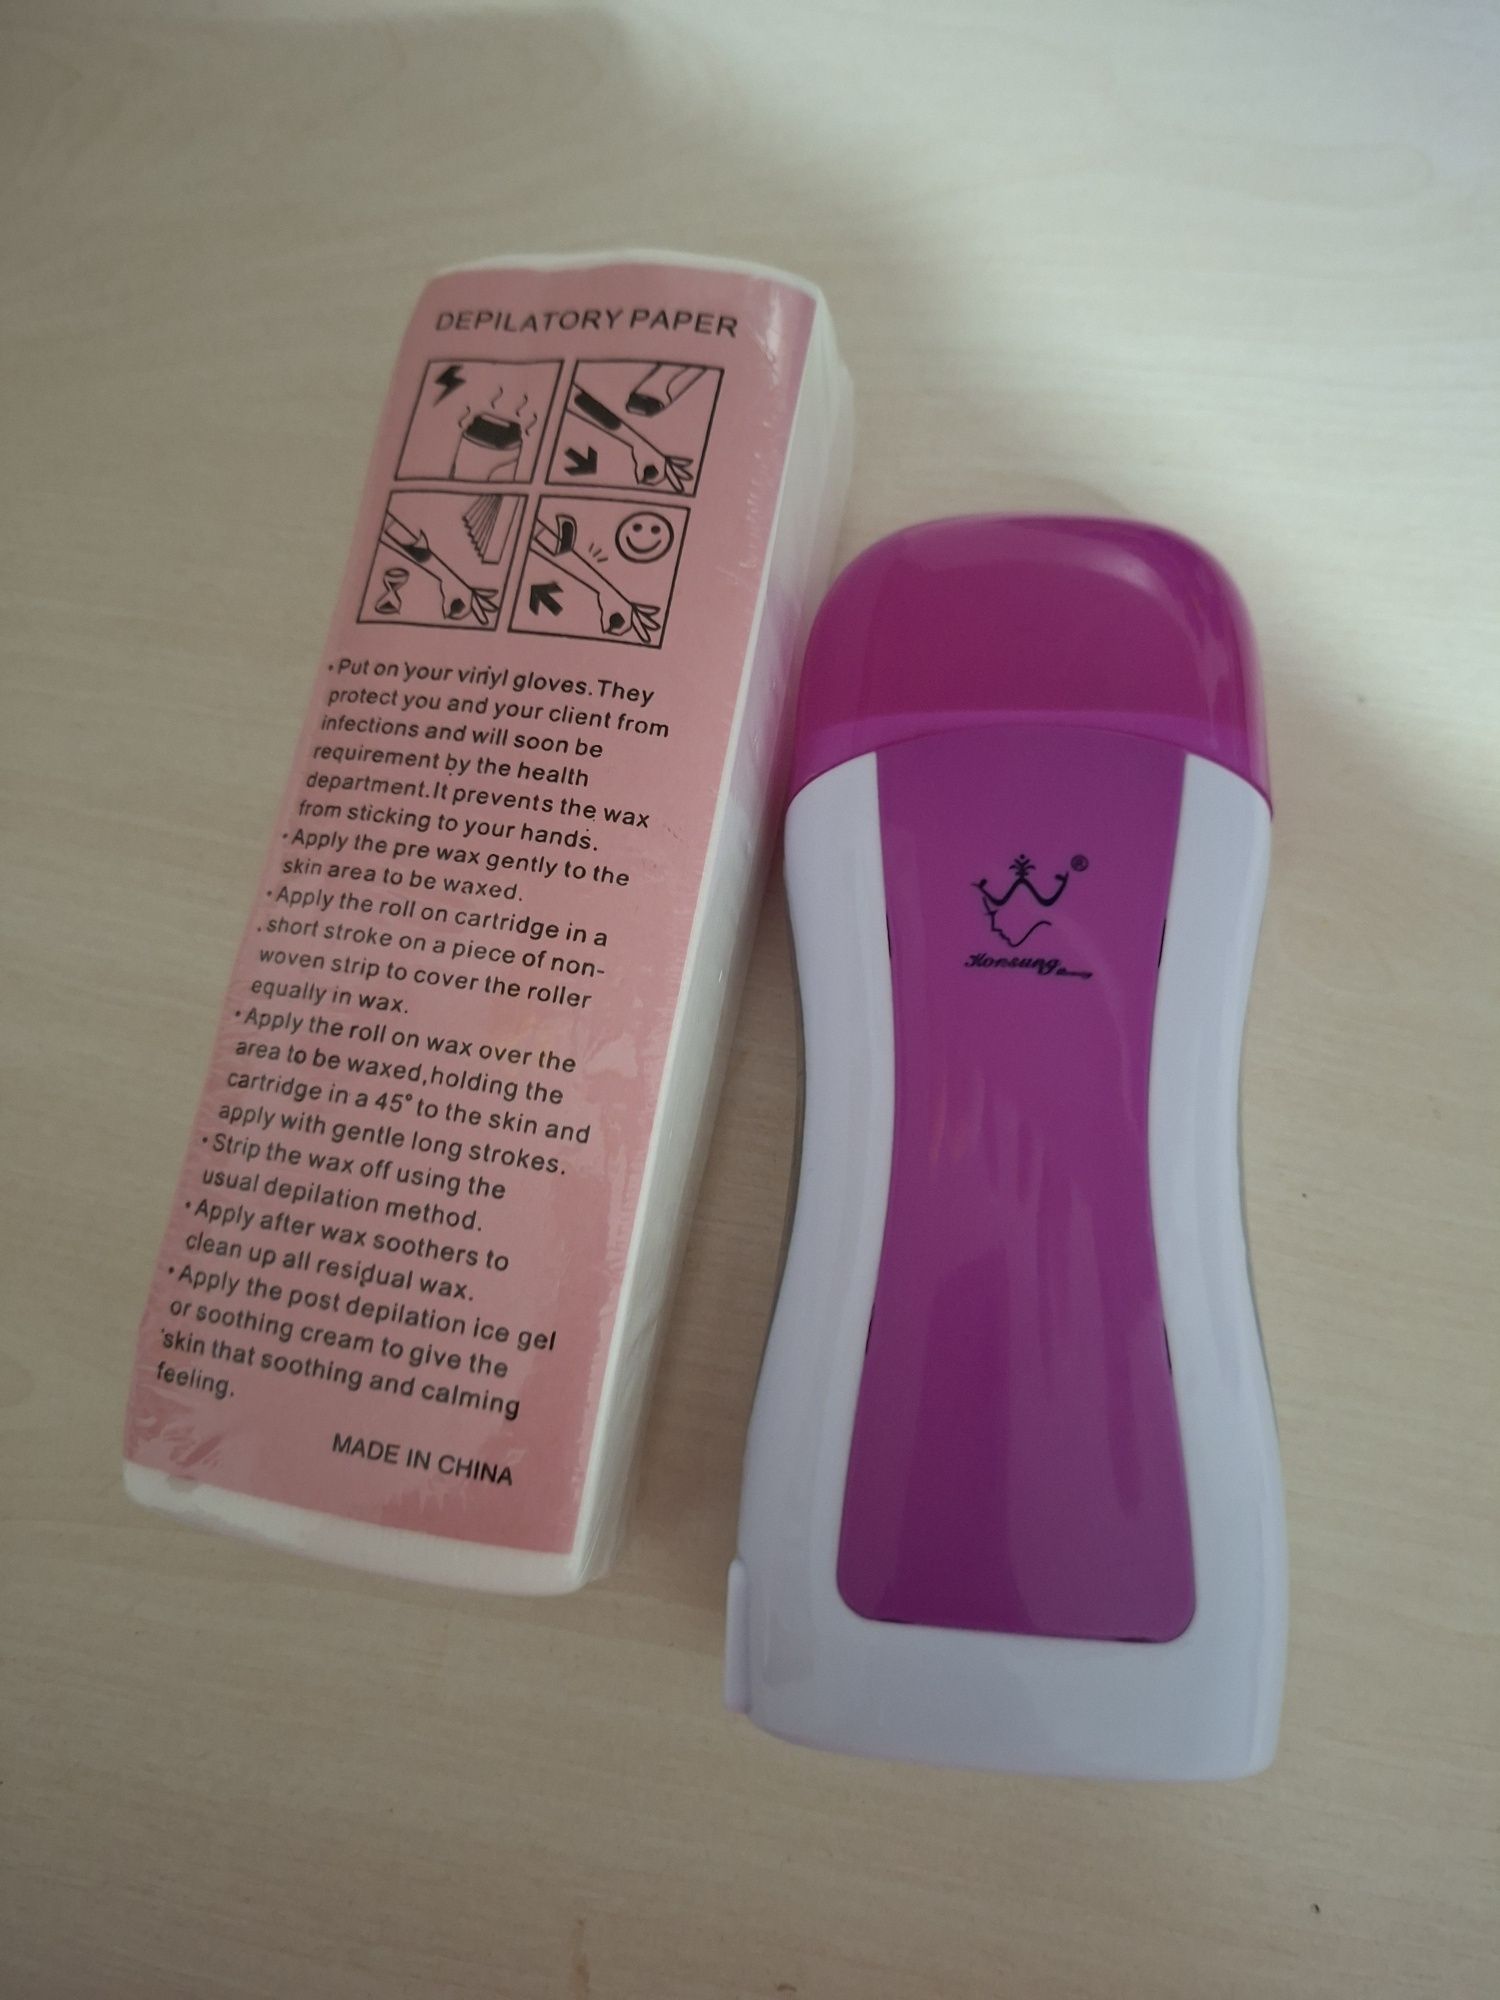 DEPILATORY PAPER
•Put on your vinyl gloves. They
protect you and your client from
infections and will soon be
requirement by the health
department.It prevents the wax
from sticking to your hands.
•Apply the pre wax gently to the
skin area to be waxed.
•Apply the roll on cartridge in a
short stroke on a piece of non-
woven strip to cover the roller
equally in wax.
•Apply the roll on wax over the
area to be waxed,holding the
cartridge in a 45° to the skin and
apply with gentle long strokes.
•Strip the wax off using the
usual depilation method.
•Apply after wax soothers to
clean up all residual wax.
•Apply the post depilation ice gel
or soothing cream to give the
skin that soothing and calming
feeling.
MADE IN CHINA
®
Konsung